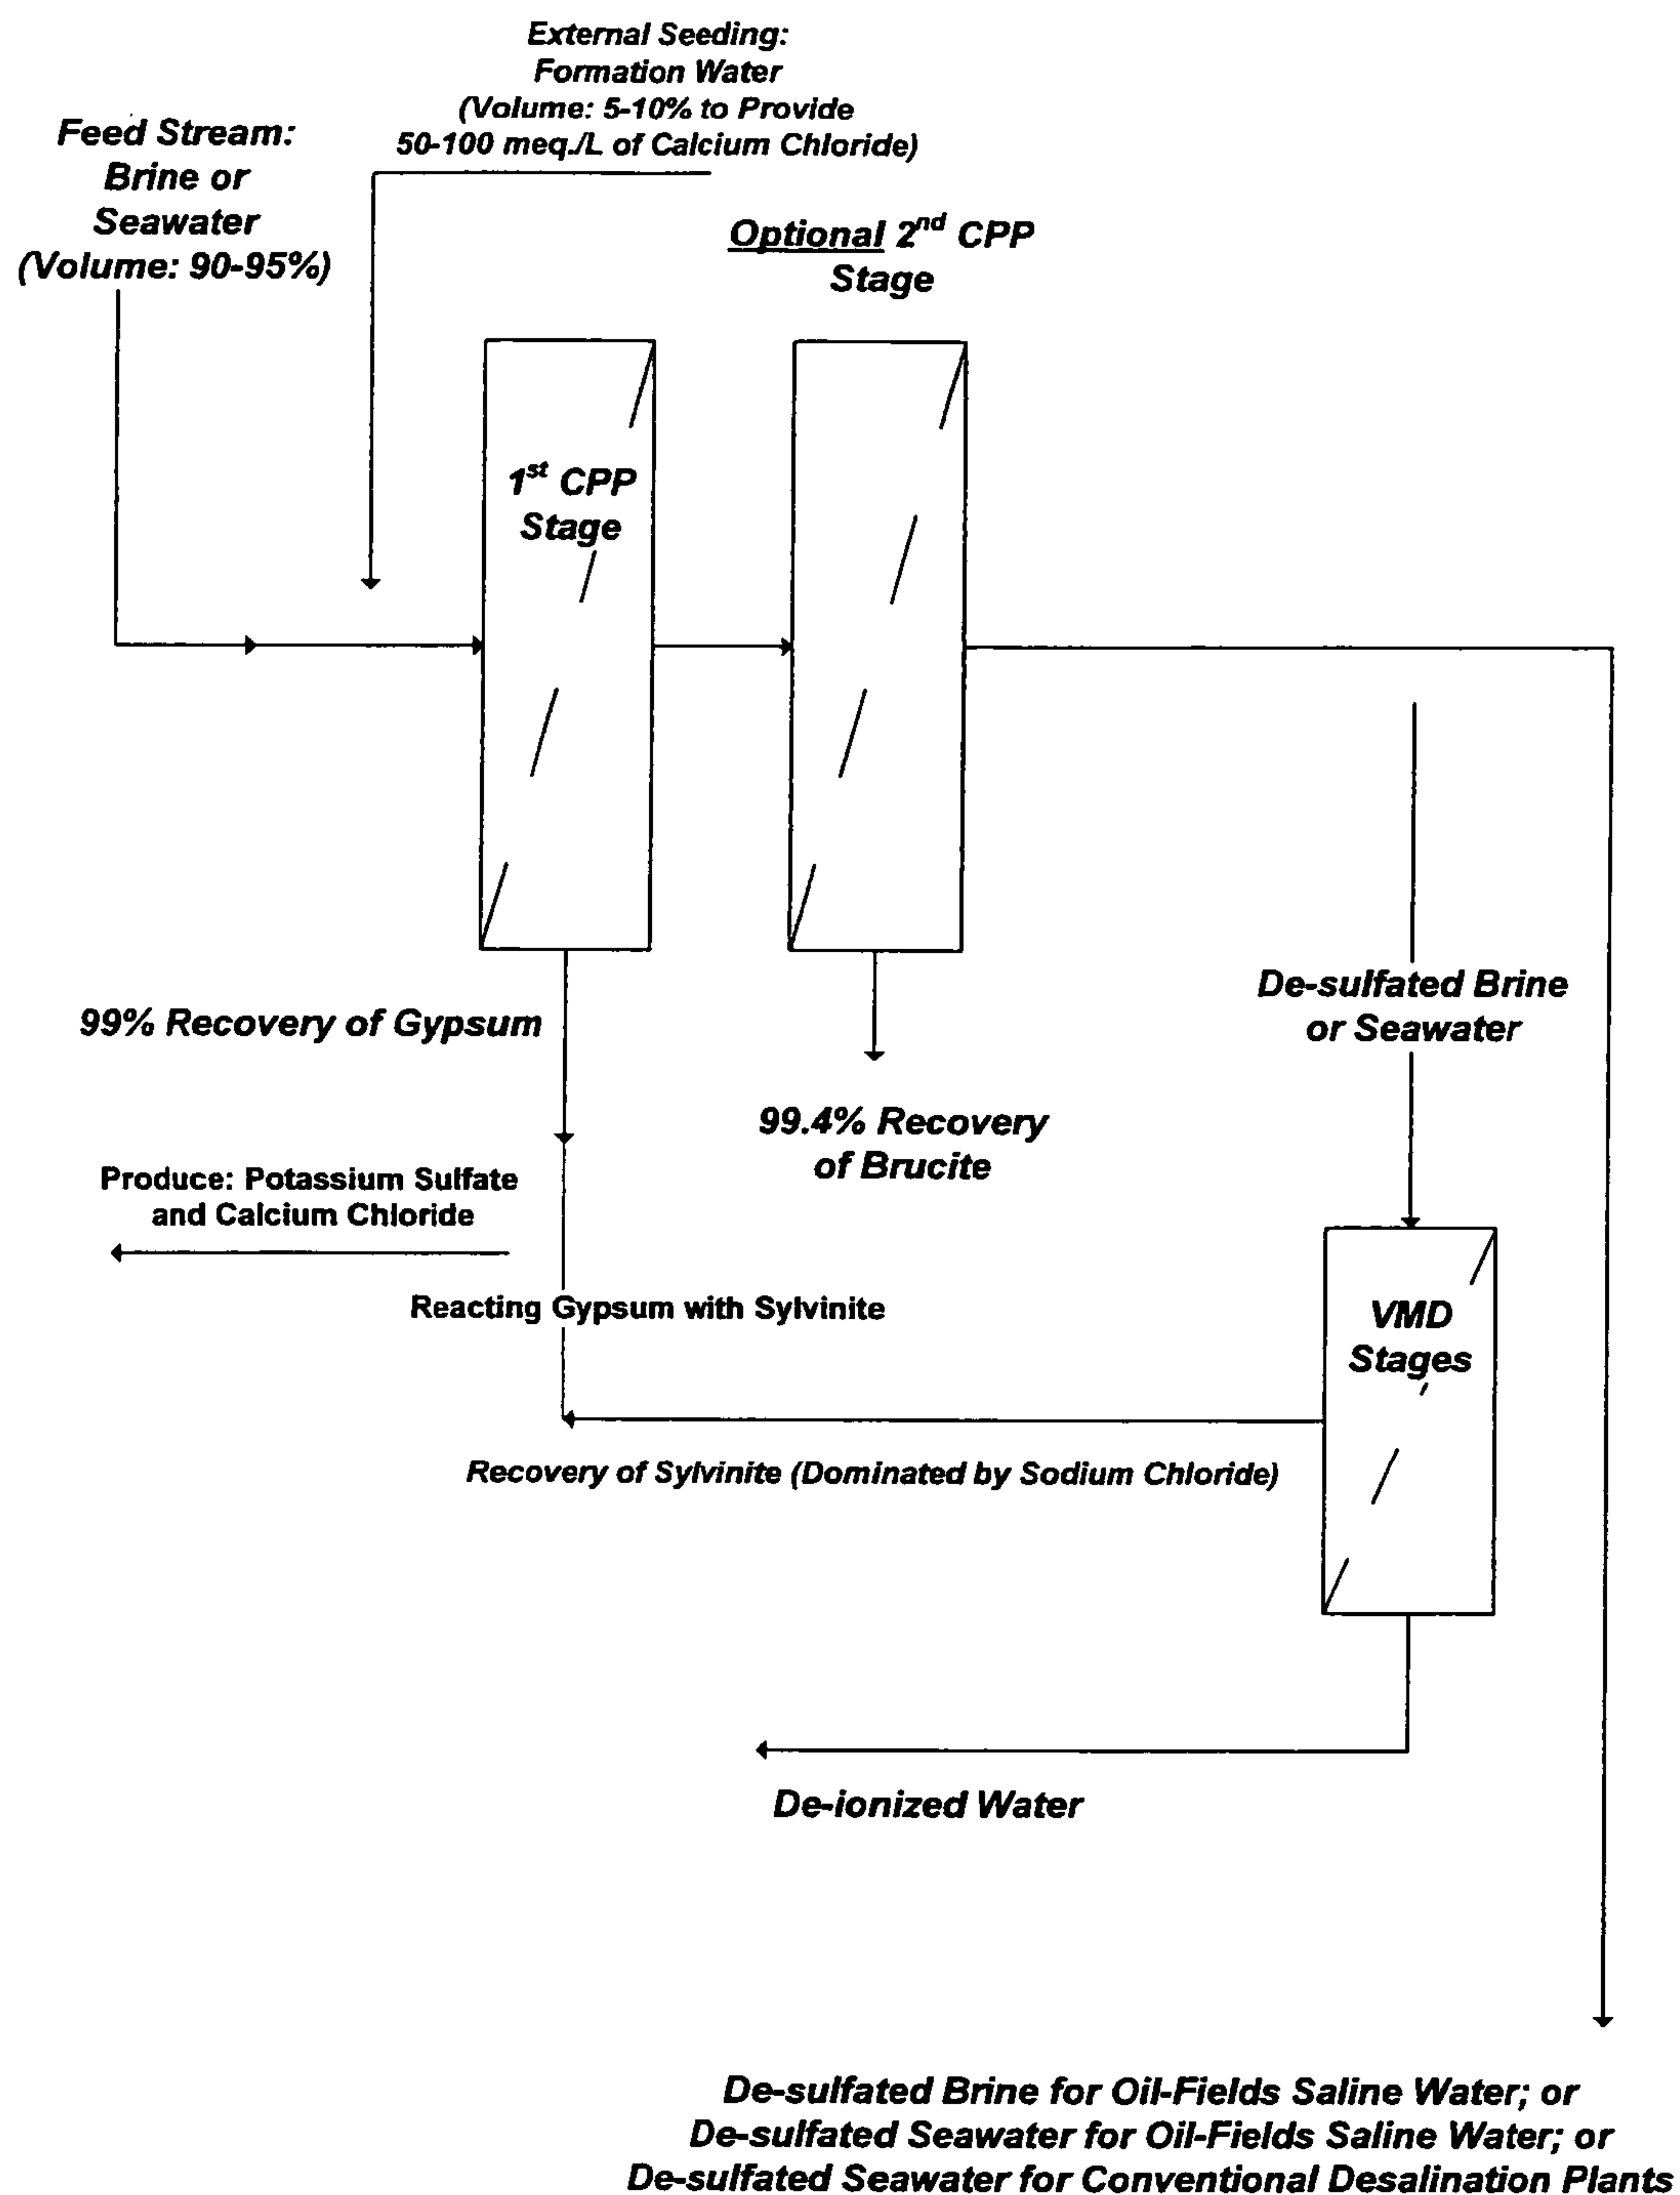 External Seeding:
Formation Water
(Volume: 5-10% to Provide
50-100 meq./L of Calcium Chloride)
Feed Stream:
Brine or
Seawater
(Volume: 90-95%)
Optional 2nd CPP
Stage
1st CPP
Stage
De-sulfated Brine
or Seawater
99% Recovery of Gypsum
99.4% Recovery
of Brucite
Produce: Potassium Sulfate
and Calcium Chloride
Reacting Gypsum with Sylvinite
VMD
Stages
Recovery of Sylvinite (Dominated by Sodium Chloride)
De-ionized Water
De-sulfated Brine for Oil-Fields Saline Water; or
De-sulfated Seawater for Oil-Fields Saline Water; or
De-sulfated Seawater for Conventional Desalination Plants